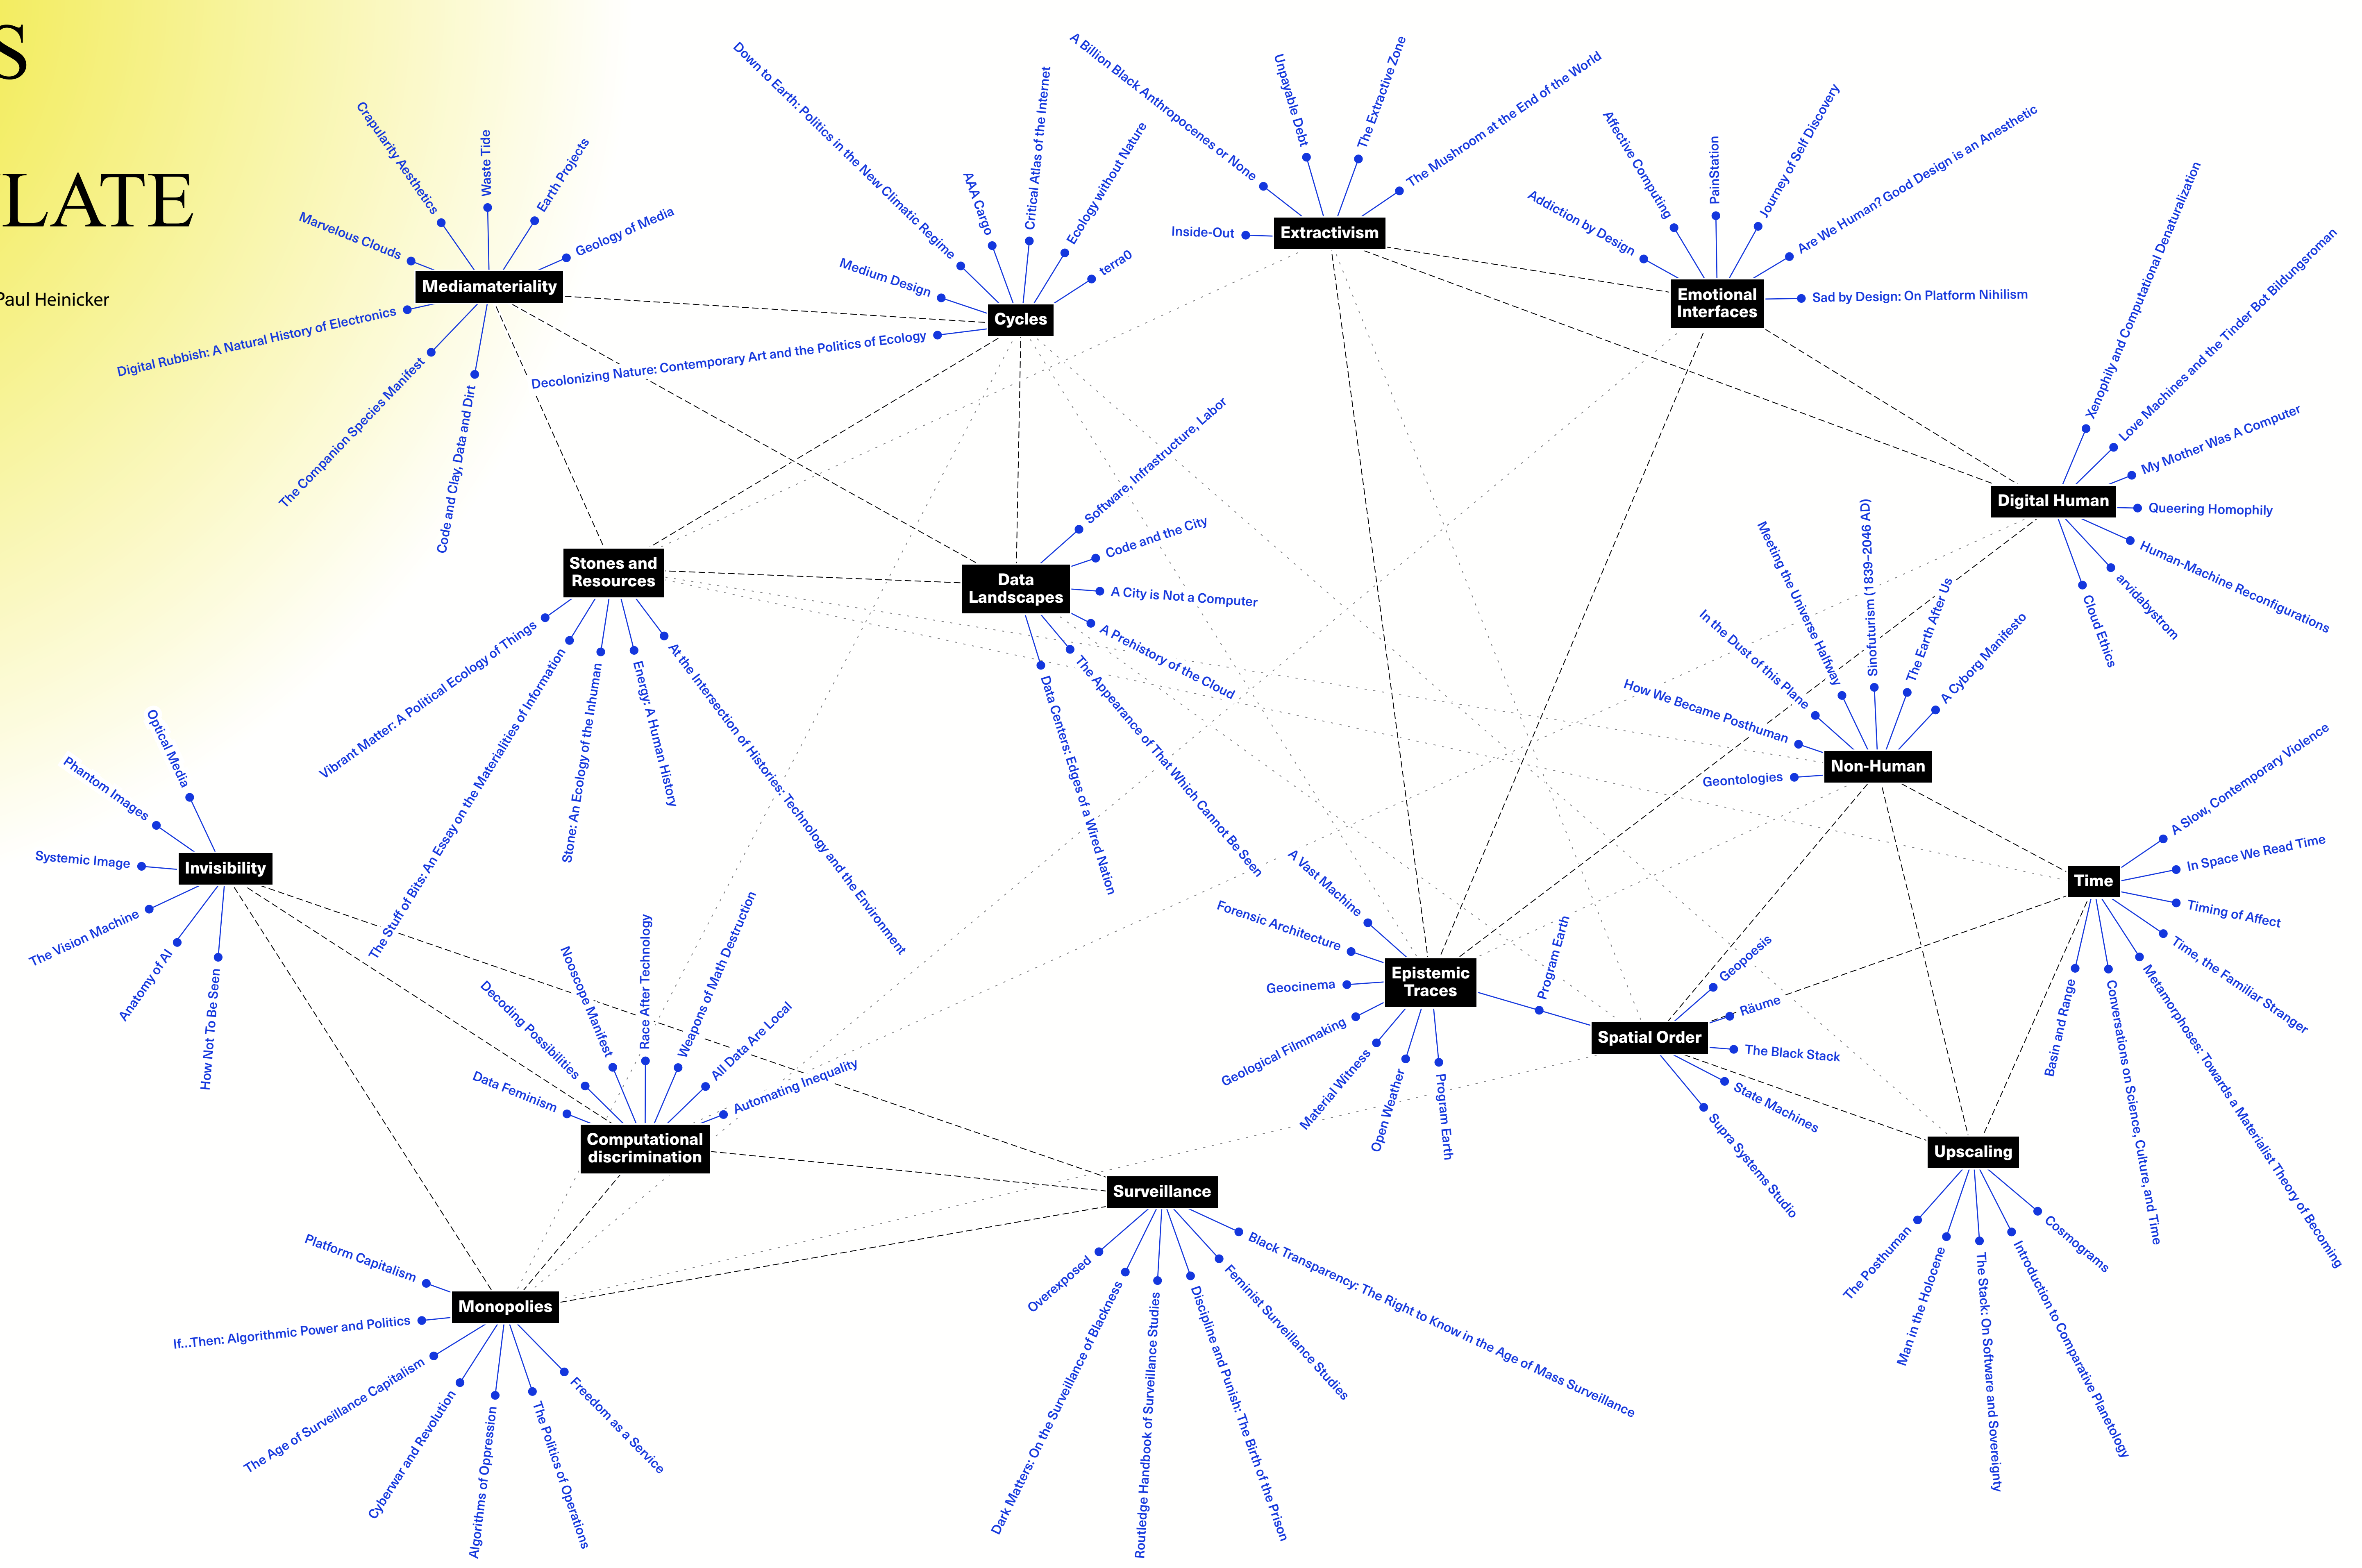 S
LATE
Paul Heinicker
Crapularity Aesthetics
Waste Tide
Earth Projects
Marvelous Clouds
Geology of Media
Mediamateriality
Digital Rubbish: A Natural History of Electronics
The Companion Species Manifest
Code and Clay, Data and Dirt
Down to Earth: Politics in the New Climatic Regime
AAA Cargo
Critical Atlas of the Internet
Ecology without Nature
Medium Design
terra0
Cycles
Decolonizing Nature: Contemporary Art and the Politics of Ecology
A Billion Black Anthropocenes or None
Unpayable Debt
The Extractive Zone
The Mushroom at the End of the World
Inside-Out
Extractivism
Addiction by Design
Affective Computing
PainStation
Journey of Self Discovery
Are We Human? Good Design is an Anesthetic
Sad by Design: On Platform Nihilism
Emotional
Interfaces
Xenophily and Computational Denaturalization
Love Machines and the Tinder Bot Bildungsroman
My Mother Was A Computer
Queering Homophily
Human-Machine Reconfigurations
arvidabystrom
Cloud Ethics
Digital Human
Stones and
Resources
Vibrant Matter: A Political Ecology of Things
The Stuff of Bits: An Essay on the Materialities of Information
Stone: An Ecology of the Inhuman
Energy: A Human History
At the Intersection of Histories: Technology and the Environment
Data
Landscapes
Software, Infrastructure, Labor
Code and the City
A City is Not a Computer
A Prehistory of the Cloud
The Appearance of That Which Cannot Be Seen
Data Centers: Edges of a Wired Nation
Geontologies
How We Became Posthuman
In the Dust of this Plane
Meeting the Universe Halfway
Sinofuturism (1839–2046 AD)
The Earth After Us
A Cyborg Manifesto
Non-Human
Optical Media
Phantom Images
Systemic Image
Invisibility
The Vision Machine
Anatomy of AI
How Not To Be Seen
Time
A Slow, Contemporary Violence
In Space We Read Time
Timing of Affect
Time, the Familiar Stranger
Metamorphoses: Towards a Materialist Theory of Becoming
Conversations on Science, Culture, and Time
Basin and Range
A Vast Machine
Forensic Architecture
Geocinema
Geological Filmmaking
Material Witness
Open Weather
Program Earth
Epistemic
Traces
Program Earth
Spatial Order
Geopoesis
Räume
The Black Stack
State Machines
Supra Systems Studio
Data Feminism
Decoding Possibilities
Nooscope Manifest
Race After Technology
Weapons of Math Destruction
All Data Are Local
Automating Inequality
Computational
discrimination
Upscaling
The Posthuman
Man in the Holocene
The Stack: On Software and Sovereignty
Introduction to Comparative Planetology
Cosmograms
Surveillance
Overexposed
Dark Matters: On the Surveillance of Blackness
Routledge Handbook of Surveillance Studies
Discipline and Punish: The Birth of the Prison
Feminist Surveillance Studies
Black Transparency: The Right to Know in the Age of Mass Surveillance
Platform Capitalism
Monopolies
If...Then: Algorithmic Power and Politics
The Age of Surveillance Capitalism
Cyberwar and Revolution
Algorithms of Oppression
The Politics of Operations
Freedom as a Service